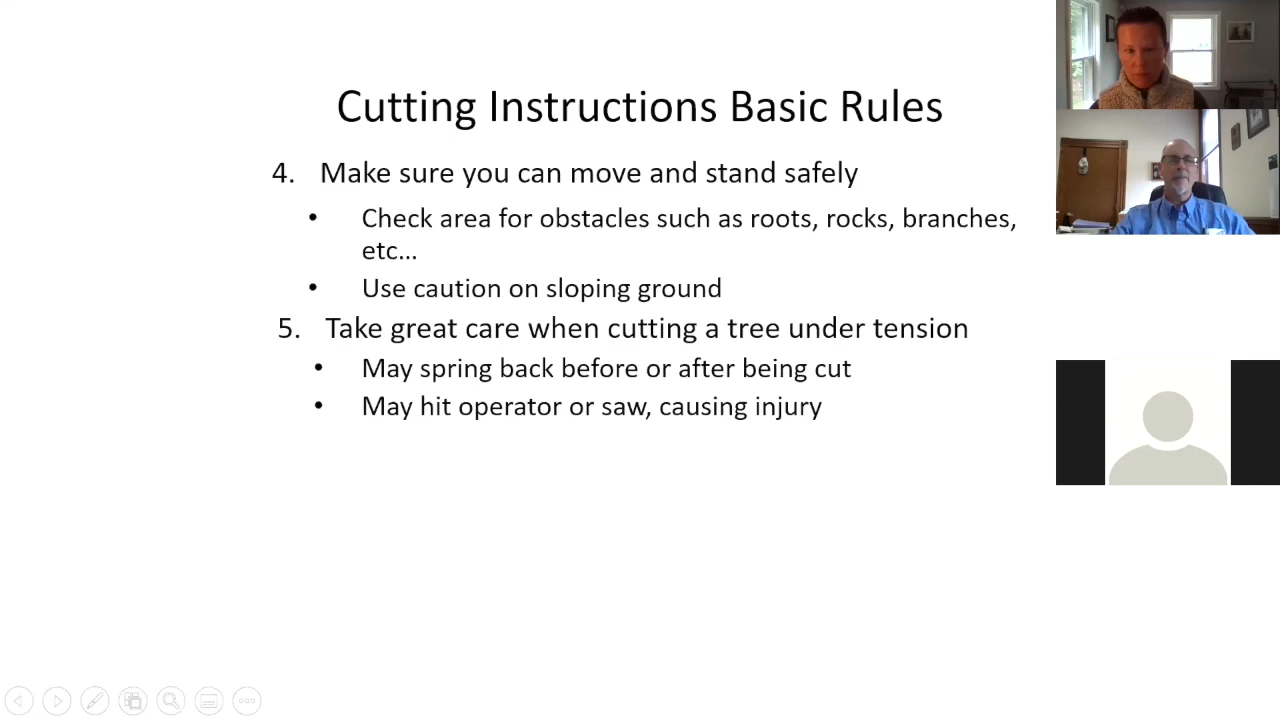 Cutting Instructions Basic Rules
4. Make sure you can move and stand safely
• Check area for obstacles such as roots, rocks, branches,
etc…
• Use caution on sloping ground
5. Take great care when cutting a tree under tension
• May spring back before or after being cut
• May hit operator or saw, causing injury